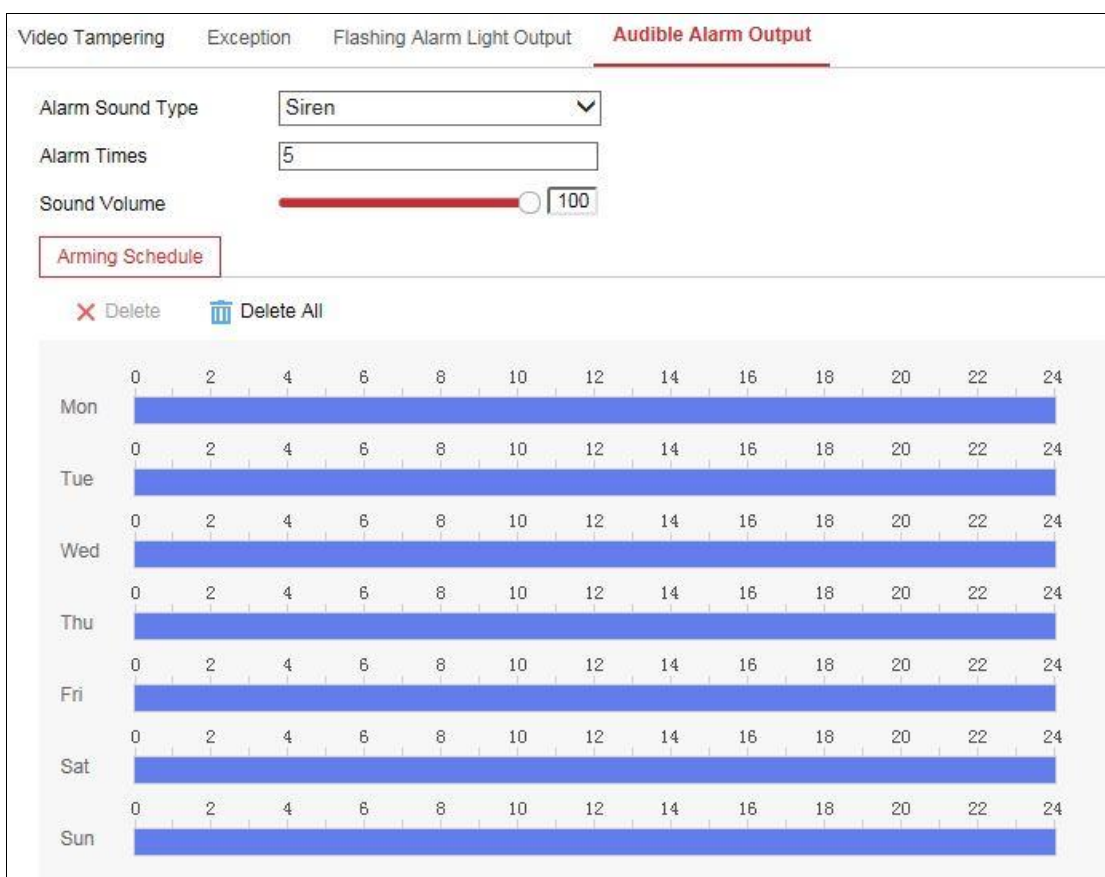 Video Tampering Exception Flashing Alarm Light Output Audible Alarm Output
Alarm Sound Type Siren
Alarm Times 5
Sound Volume 100
Arming Schedule
Delete Delete All
0 2 4 6 8 10 12 14 16 18 20 22 24
Mon
0 2 4 6 8 10 12 14 16 18 20 22 24
Tue
0 2 4 6 8 10 12 14 16 18 20 22 24
Wed
0 2 4 6 8 10 12 14 16 18 20 22 24
Thu
0 2 4 6 8 10 12 14 16 18 20 22 24
Fri
0 2 4 6 8 10 12 14 16 18 20 22 24
Sat
0 2 4 6 8 10 12 14 16 18 20 22 24
Sun